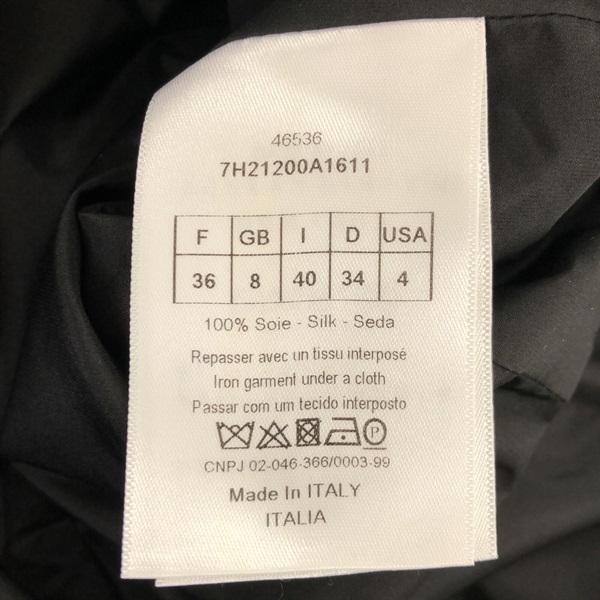 46536
7H21200A1611
F GB I D USA
36 8 40 34 4
100% Soie - Silk - Seda
Repasser avec un tissu interposé
Iron garment under a cloth
Passar com um tecido interposto
P
CNPJ 02-046-366/0003-99
Made In ITALY
ITALIA